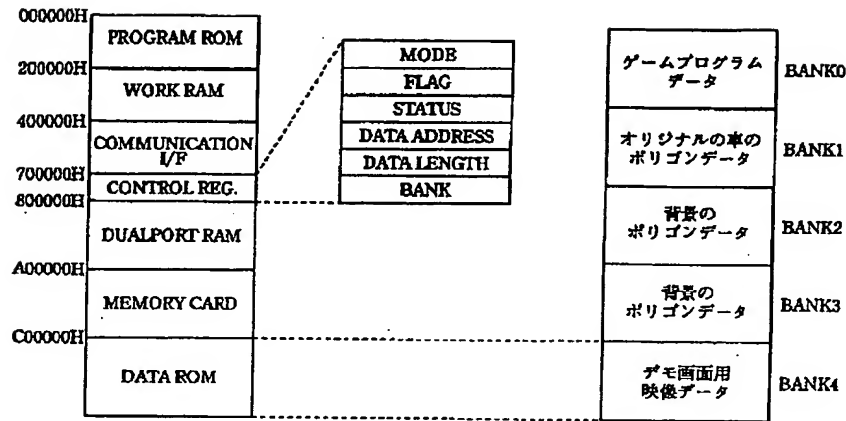 000000H
PROGRAM ROM
200000H
WORK RAM
400000H
COMMUNICATION
I/F
700000H
CONTROL REG.
800000H
DUALPORT RAM
A00000H
MEMORY CARD
C00000H
DATA ROM
MODE
FLAG
STATUS
DATA ADDRESS
DATA LENGTH
BANK
ゲームプログラム
データ
BANK0
オリジナルの車の
ポリゴンデータ
BANK1
背景の
ポリゴンデータ
BANK2
背景の
ポリゴンデータ
BANK3
デモ画面用
映像データ
BANK4